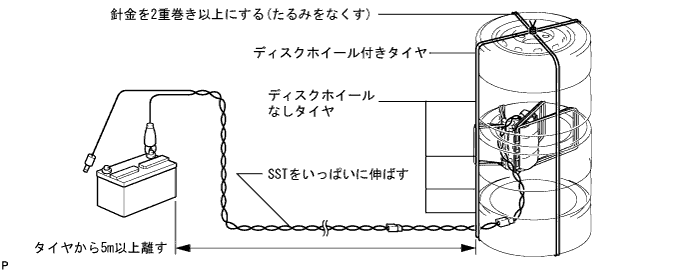 針金を2重巻き以上にする(たるみをなくす)
ディスクホイール付きタイヤ
ディスクホイール
なしタイヤ
SSTをいっぱいに伸ばす
タイヤから5m以上離す
P